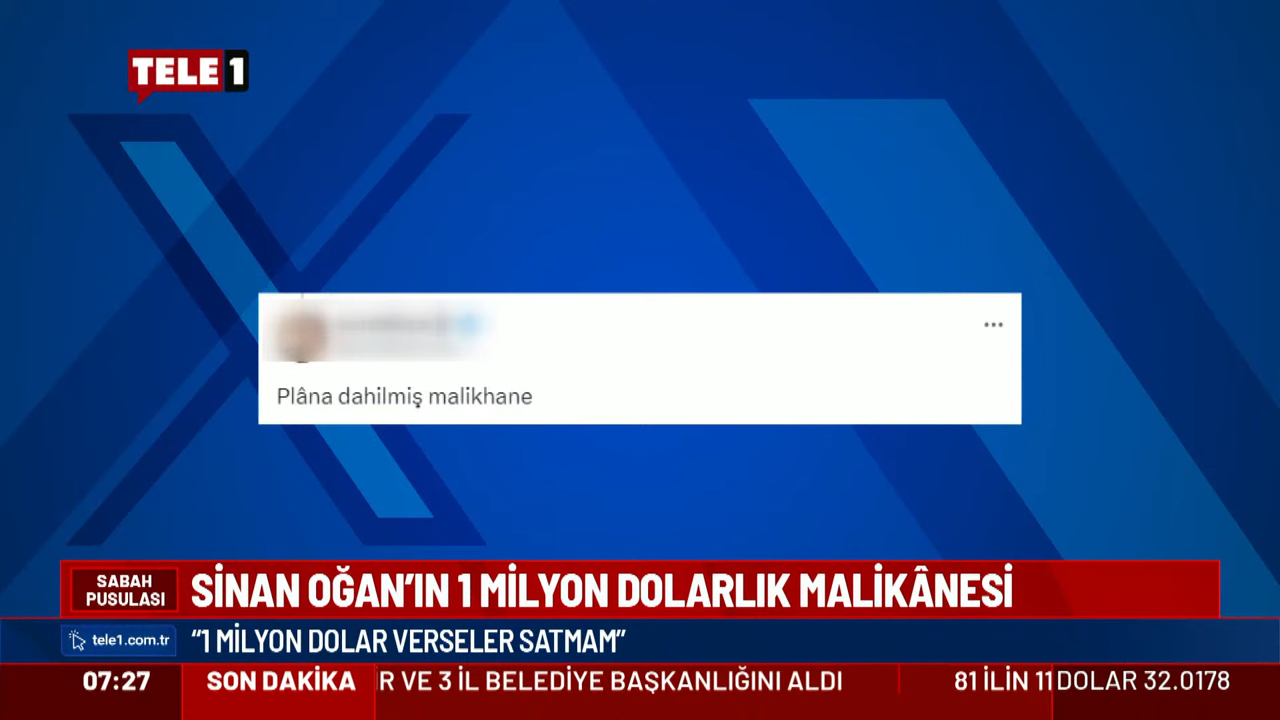 TELE 1
Plâna dahilmiş malikhane
SABAH
PUSULASI
SİNAN OĞAN'IN 1 MİLYON DOLARLIK MALİKÂNESİ
tele1.com.tr
“1 MİLYON DOLAR VERSELER SATMAM”
07:27
SON DAKİKA
R VE 3 İL BELEDİYE BAŞKANLIĞINI ALDI
81 İLİN 11
DOLAR 32.0178